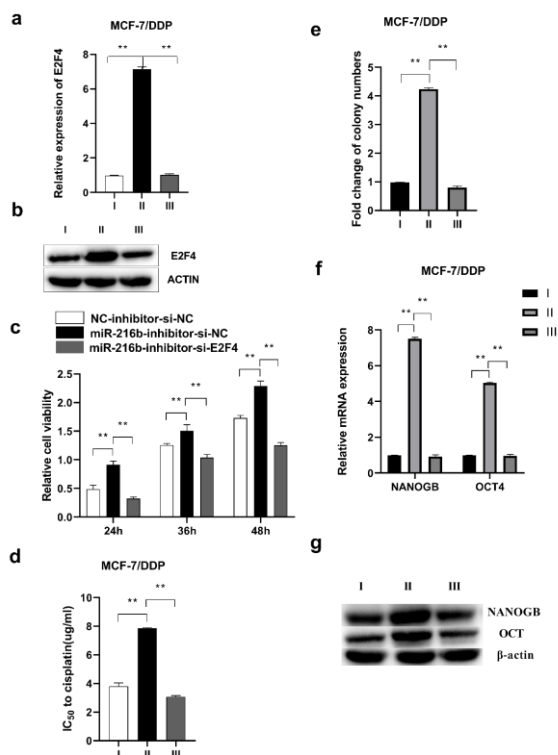 a
MCF-7/DDP
Relative expression of E2F4
8
6
4
2
0
**
**
I
II
III
b
I
II
III
E2F4
ACTIN
c
NC-inhibitor-si-NC
miR-216b-inhibitor-si-NC
miR-216b-inhibitor-si-E2F4
Relative cell viability
2.5
2.0
1.5
1.0
0.5
0.0
**
**
**
**
**
**
24h
36h
48h
d
MCF-7/DDP
IC50 to cisplatin(ug/ml)
10
8
6
4
2
0
**
**
I
II
III
e
MCF-7/DDP
Fold change of colony numbers
5
4
3
2
1
0
**
**
I
II
III
f
MCF-7/DDP
I
II
III
Relative mRNA expression
8
6
4
2
0
**
**
**
**
NANOGB
OCT4
g
I
II
III
NANOGB
OCT
β-actin